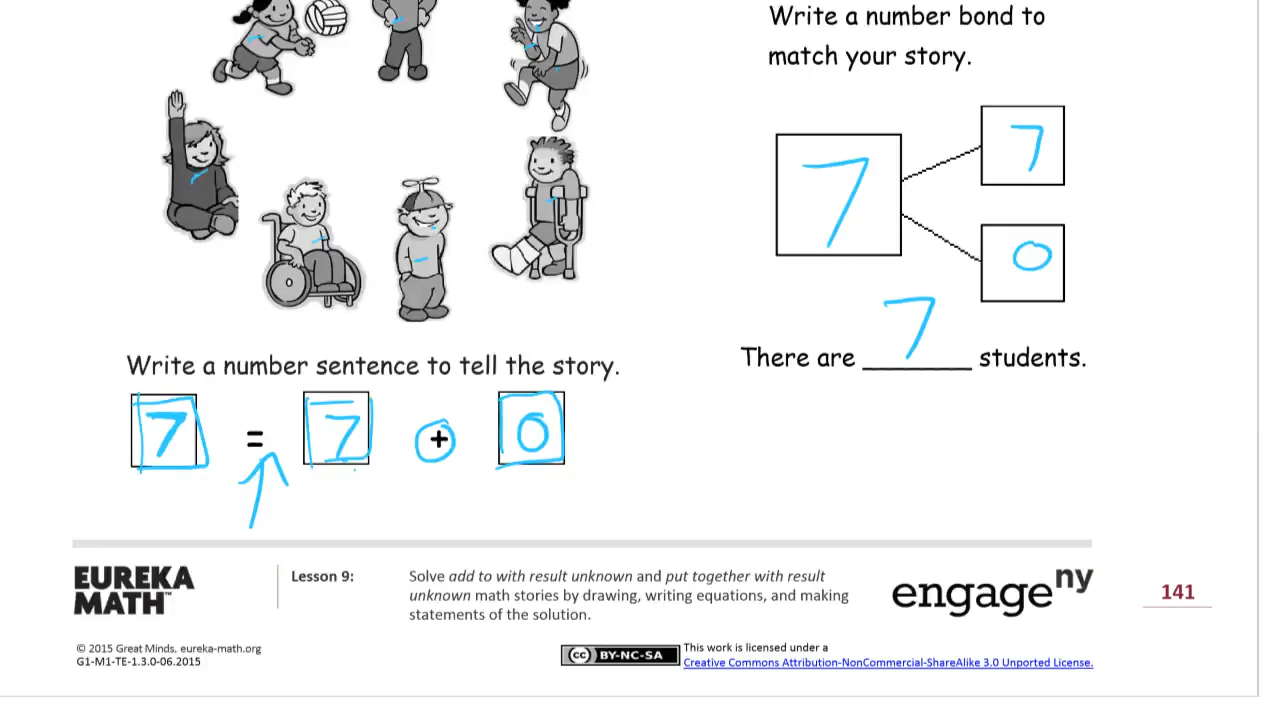 Write a number bond to
match your story.
7
7
0
There are 7 students.
Write a number sentence to tell the story.
7 = 7 + 0
EUREKA
MATH™
Lesson 9:
Solve add to with result unknown and put together with result
unknown math stories by drawing, writing equations, and making
statements of the solution.
engageny
141
© 2015 Great Minds. eureka-math.org
G1-M1-TE-1.3.0-06.2015
cc BY-NC-SA
This work is licensed under a
Creative Commons Attribution-NonCommercial-ShareAlike 3.0 Unported License.